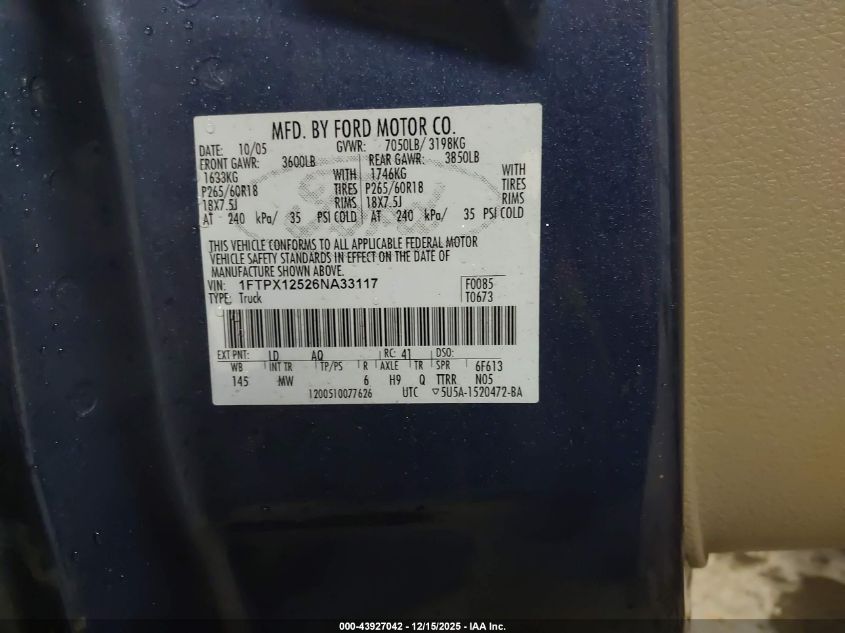 MFD. BY FORD MOTOR CO.
DATE: 10/05 GVWR: 7050LB/ 3198KG
FRONT GAWR: 3600LB REAR GAWR: 3850LB
1633KG WITH 1746KG WITH
P265/60R18 TIRES P265/60R18 TIRES
18X7.5J RIMS 18X7.5J RIMS
AT 240 kPa/ 35 PSI COLD AT 240 kPa/ 35 PSI COLD
THIS VEHICLE CONFORMS TO ALL APPLICABLE FEDERAL MOTOR
VEHICLE SAFETY STANDARDS IN EFFECT ON THE DATE OF
MANUFACTURE SHOWN ABOVE.
VIN: 1FTPX12526NA33117 F0085
TYPE: Truck T0673
EXT PNT: LD AQ RC: 41 DSO:
WB INT TR TP/PS R AXLE TR SPR 6F613
145 MW 6 H9 Q TTRR N05
1200510077626 UTC ▽5U5A-1520472-BA
000-43927042 - 12/15/2025 - IAA Inc.